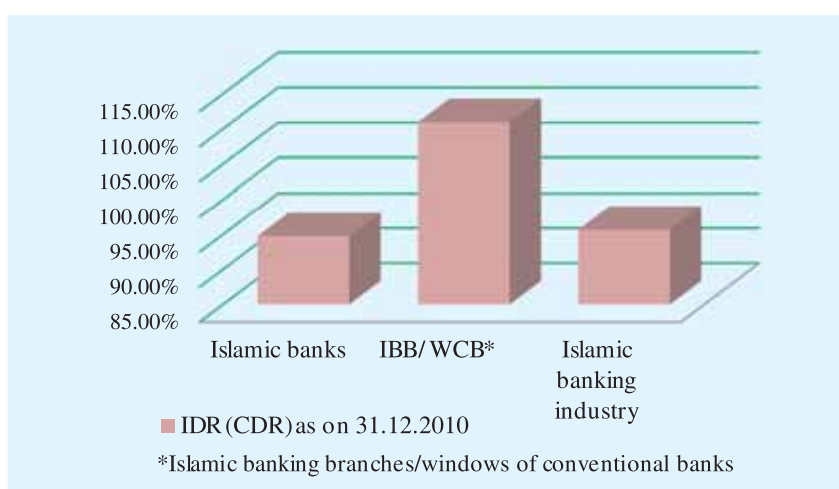 115.00%
110.00%
105.00%
100.00%
95.00%
90.00%
85.00%
Islamic banks
IBB/ WCB*
Islamic
banking
industry
IDR (CDR) as on 31.12.2010
*Islamic banking branches/windows of conventional banks